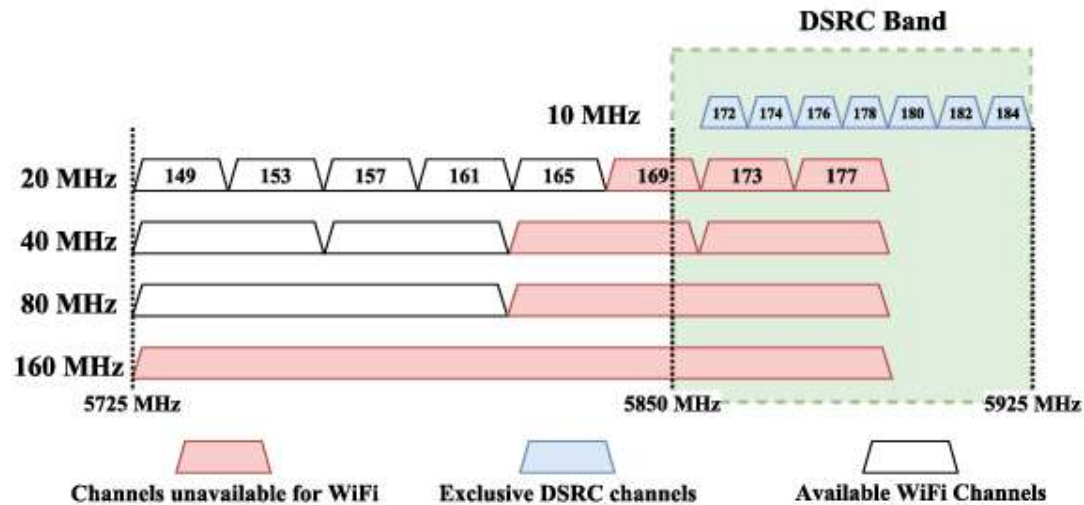 DSRC Band
10 MHz
172 174 176 178 180 182 184
20 MHz
149 153 157 161 165 169 173 177
40 MHz
80 MHz
160 MHz
5725 MHz 5850 MHz 5925 MHz
Channels unavailable for WiFi Exclusive DSRC channels Available WiFi Channels